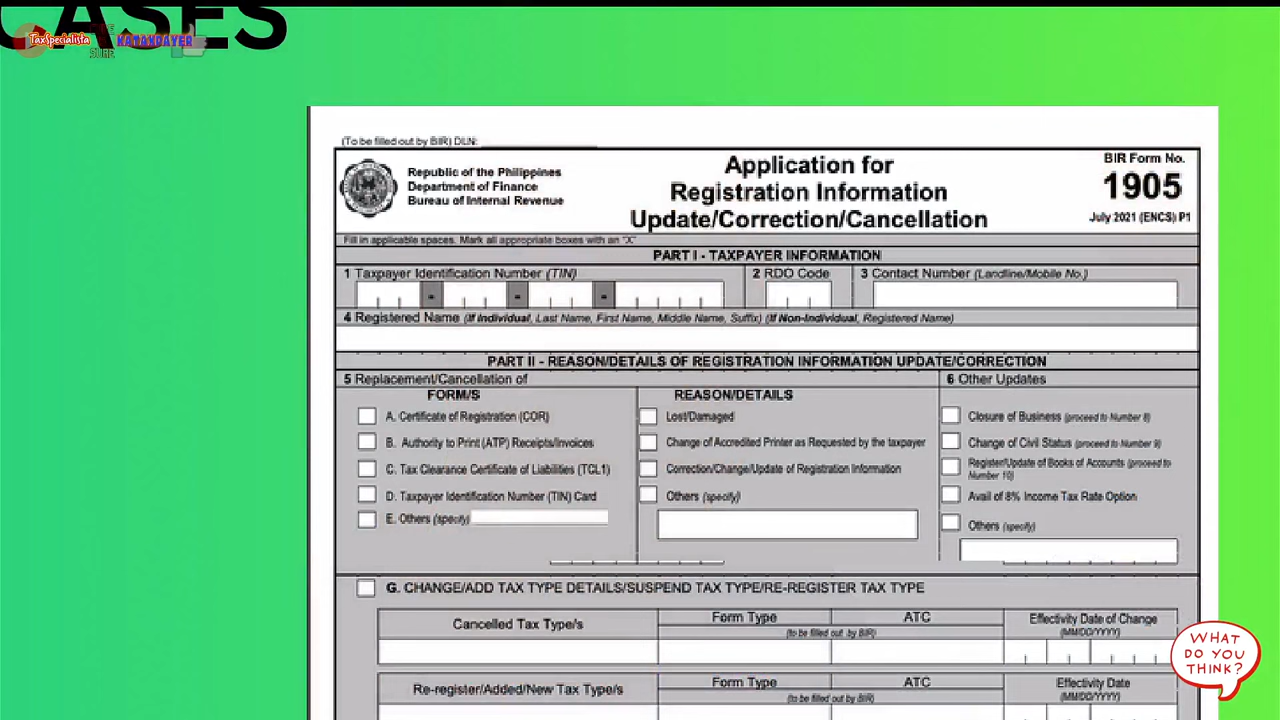 CASES
TaxSpecialista
KATAXPAYER
SURE
(To be filled out by BIR) DLN:
Republic of the Philippines
Department of Finance
Bureau of Internal Revenue
Application for
Registration Information
Update/Correction/Cancellation
BIR Form No.
1905
July 2021 (ENCS) P1
Fill in applicable spaces. Mark all appropriate boxes with an "X"
PART I - TAXPAYER INFORMATION
1 Taxpayer Identification Number (TIN)
2 RDO Code
3 Contact Number (Landline/Mobile No.)
- - -
4 Registered Name (If Individual, Last Name, First Name, Middle Name, Suffix) (If Non-Individual, Registered Name)
PART II - REASON/DETAILS OF REGISTRATION INFORMATION UPDATE/CORRECTION
5 Replacement/Cancellation of
FORM/S
A. Certificate of Registration (COR)
B. Authority to Print (ATP) Receipts/Invoices
C. Tax Clearance Certificate of Liabilities (TCL1)
D. Taxpayer Identification Number (TIN) Card
E. Others (specify)
REASON/DETAILS
Lost/Damaged
Change of Accredited Printer as Requested by the taxpayer
Correction/Change/Update of Registration Information
Others (specify)
6 Other Updates
Closure of Business (proceed to Number 8)
Change of Civil Status (proceed to Number 9)
Register/Update of Books of Accounts (proceed to
Number 10)
Avail of 8% Income Tax Rate Option
Others (specify)
G. CHANGE/ADD TAX TYPE DETAILS/SUSPEND TAX TYPE/RE-REGISTER TAX TYPE
Cancelled Tax Type/s
Form Type
(to be filled out by BIR)
ATC
Effectivity Date of Change
(MM/DD/YYYY)
Re-register/Added/New Tax Type/s
Form Type
(to be filled out by BIR)
ATC
Effectivity Date
(MM/DD/YYYY)
WHAT
DO YOU
THINK?